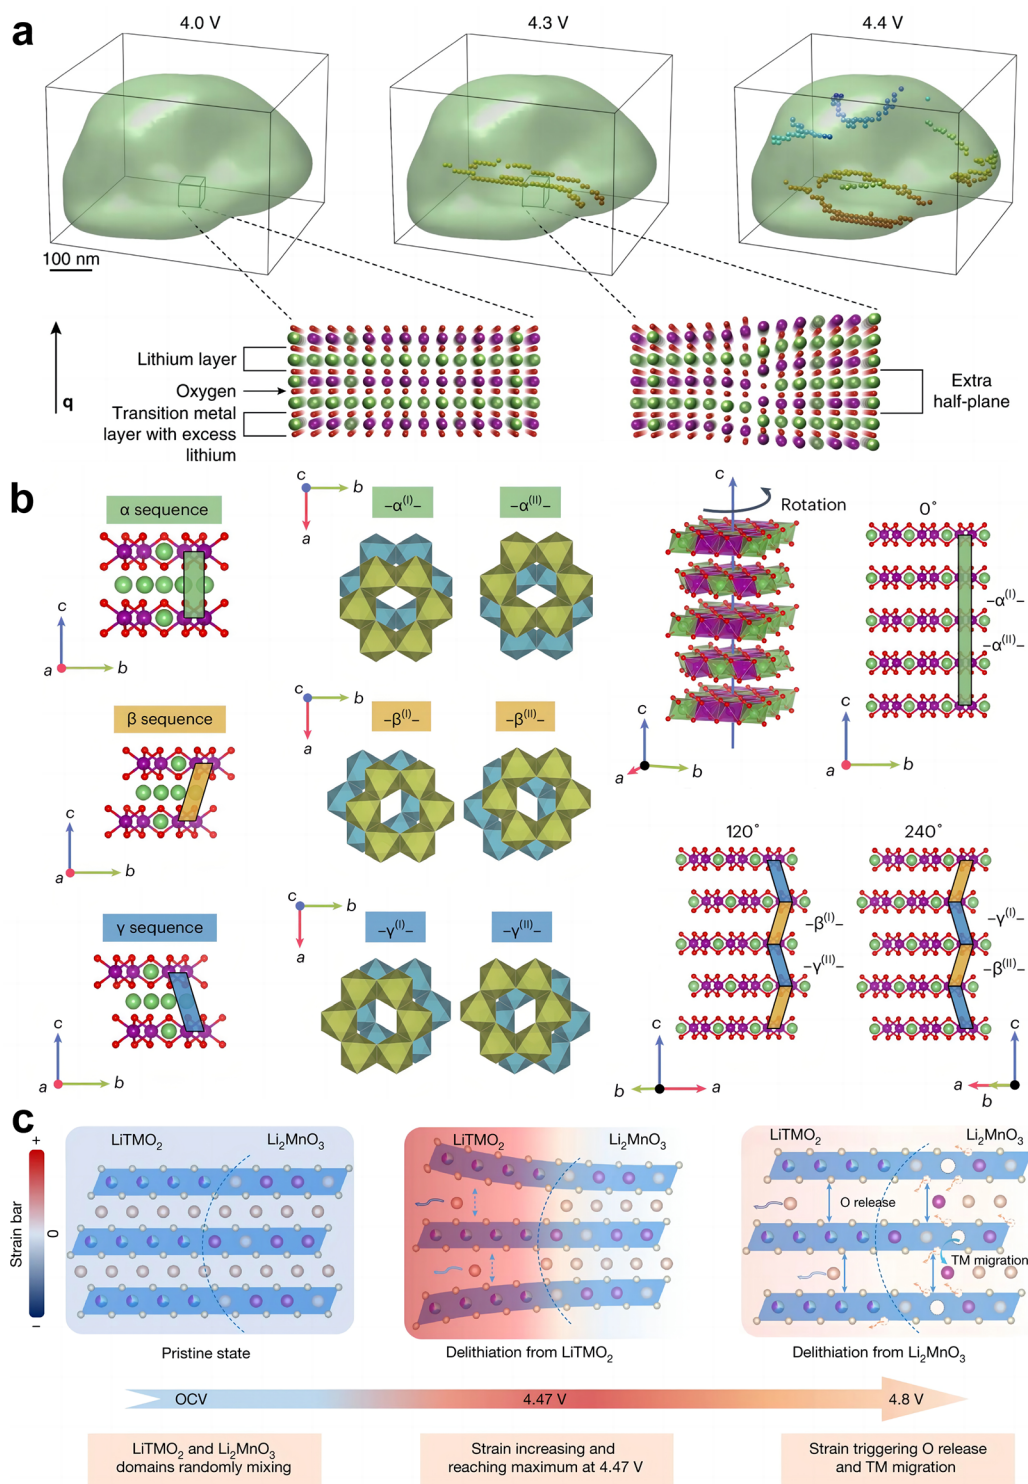 a
4.0 V
4.3 V
4.4 V
100 nm
q
Lithium layer
Oxygen
Transition metal
layer with excess
lithium
Extra
half-plane
b
α sequence
c
a
b
β sequence
c
a
b
γ sequence
c
a
b
c
b
a
–α(I)–
–α(II)–
c
b
a
–β(I)–
–β(II)–
c
b
a
–γ(I)–
–γ(II)–
c
Rotation
c
a
b
0°
–α(I)–
–α(II)–
c
a
b
120°
–β(I)–
–γ(II)–
c
b
a
240°
–γ(I)–
–β(II)–
c
a
b
c
Strain bar
+
0
–
LiTMO2
Li2MnO3
Pristine state
LiTMO2
Li2MnO3
Delithiation from LiTMO2
LiTMO2
Li2MnO3
O release
TM migration
Delithiation from Li2MnO3
OCV
4.47 V
4.8 V
LiTMO2 and Li2MnO3
domains randomly mixing
Strain increasing and
reaching maximum at 4.47 V
Strain triggering O release
and TM migration